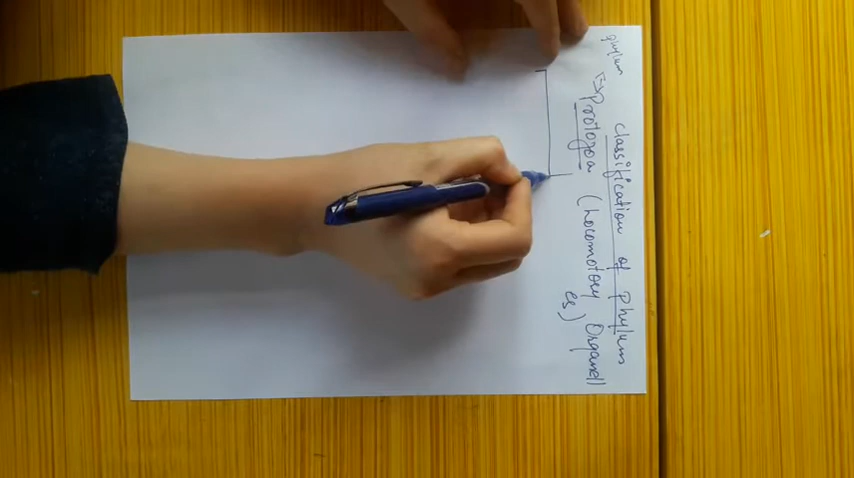 Classification of Phylum
phylum
Protozoa (Locomotory Organell
es)